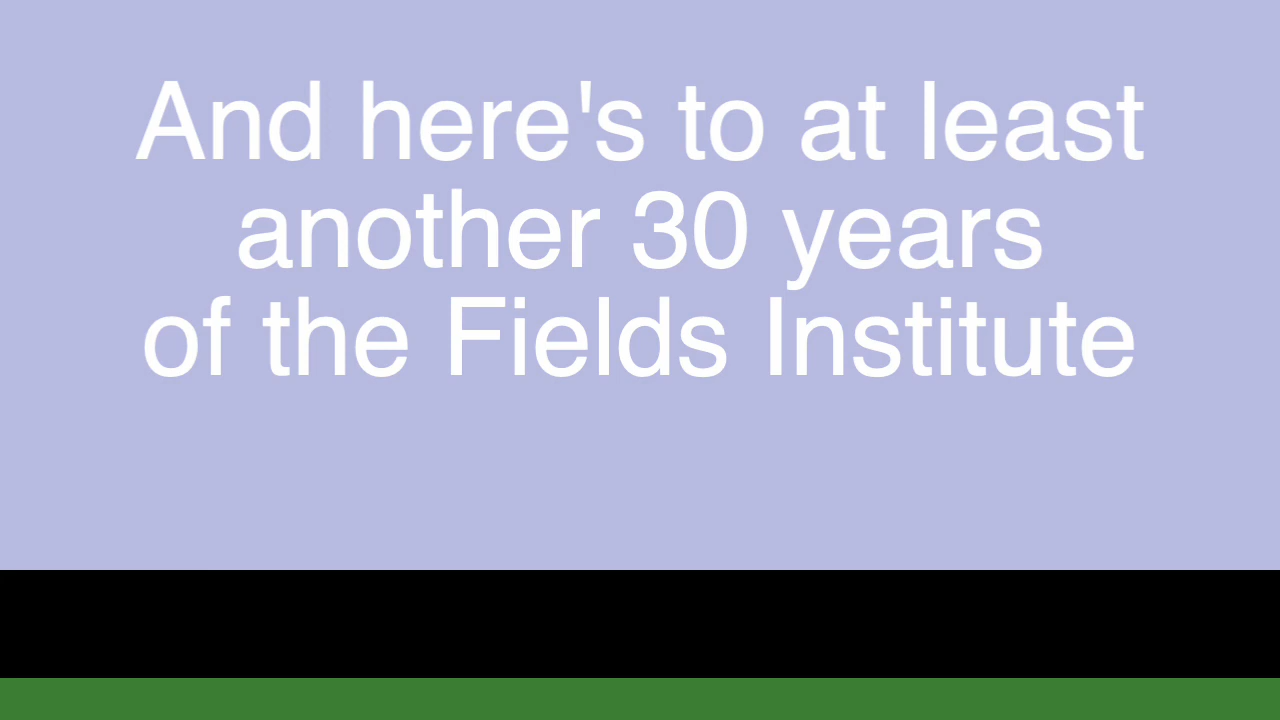 And here's to at least
another 30 years
of the Fields Institute